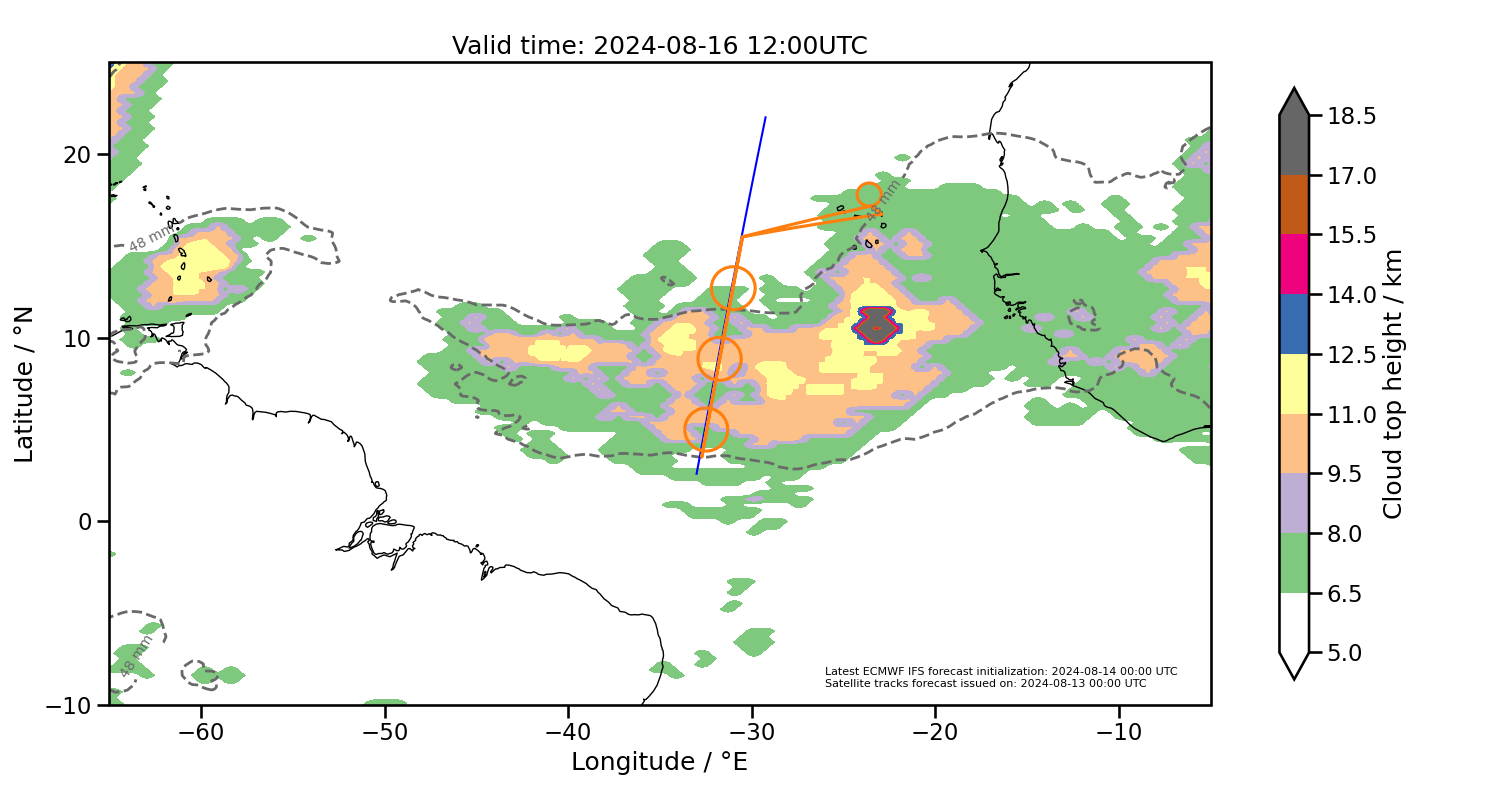 Valid time: 2024-08-16 12:00UTC
Latitude / °N
20
10
0
−10
−60
−50
−40
−30
−20
−10
Longitude / °E
48 mm
48 mm
48 mm
Latest ECMWF IFS forecast initialization: 2024-08-14 00:00 UTC
Satellite tracks forecast issued on: 2024-08-13 00:00 UTC
18.5
17.0
15.5
14.0
12.5
11.0
9.5
8.0
6.5
5.0
Cloud top height / km